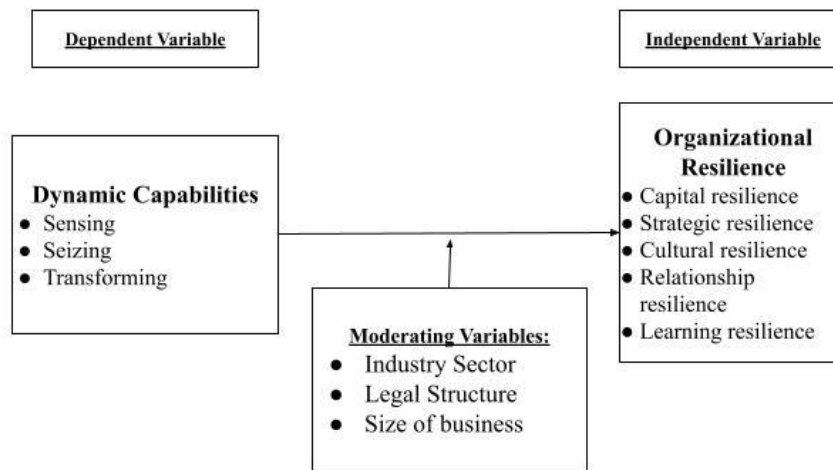 Dependent Variable
Independent Variable
Dynamic Capabilities
● Sensing
● Seizing
● Transforming
Organizational
Resilience
● Capital resilience
● Strategic resilience
● Cultural resilience
● Relationship
resilience
● Learning resilience
Moderating Variables:
● Industry Sector
● Legal Structure
● Size of business